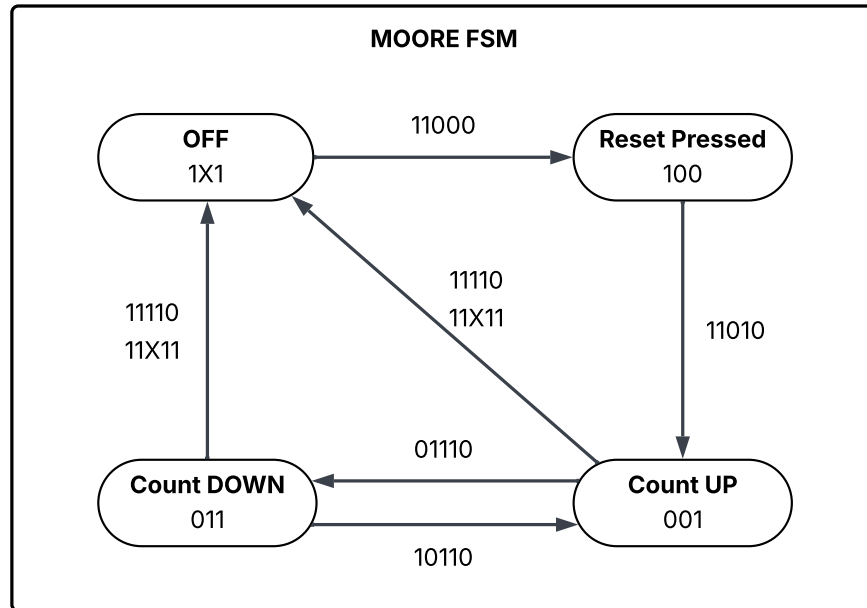 MOORE FSM
11000
OFF
1X1
Reset Pressed
100
11110
11X11
11110
11X11
11010
01110
Count DOWN
011
Count UP
001
10110